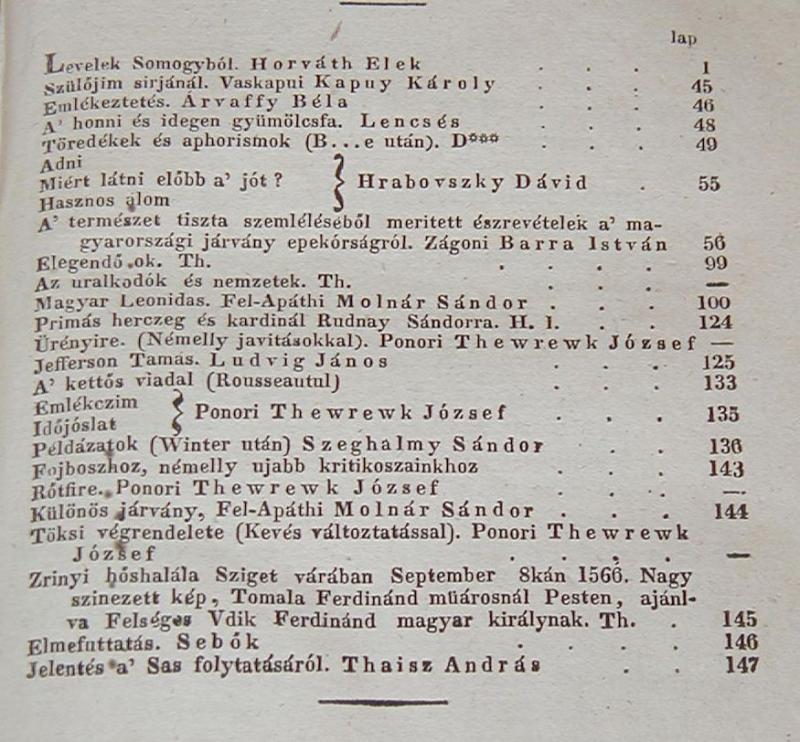 lap
Levelek Somogyból. Horváth Elek . . . 1
Szülőjim sirjánál. Vaskapui Kapuy Károly . . . 45
Emlékeztetés. Árvaffy Béla . . . 46
A' honni és idegen gyümölcsfa. Lencsés . . . 48
Töredékek és aphorismok (B...e után). D*** . . . 49
Adni
Miért látni előbb a' jót? } Hrabovszky Dávid . 55
Hasznos alom
A' természet tiszta szemléléséből meritett észrevételek a' ma-
gyarországi járvány epekórságról. Zágoni Barra István 56
Elegendő ok. Th. . . . . 99
Az uralkodók és nemzetek. Th. . . . —
Magyar Leonidas. Fel-Apáthi Molnár Sándor . . . 100
Primás herczeg és kardinál Rudnay Sándorra. H. I. . . 124
Ürényire. (Némelly javitásokkal). Ponori Thewrewk József —
Jefferson Tamás. Ludvig János . . . 125
A' kettős viadal (Rousseautul) . . . 133
Emlékczim
Időjóslat } Ponori Thewrewk József . . . 135
Példázatok (Winter után) Szeghalmy Sándor . . 136
Fojboszhoz, némelly ujabb kritikoszainkhoz . . . 143
Rótfire. Ponori Thewrewk József . . . —.
Különös járvány, Fel-Apáthi Molnár Sándor . . . 144
Töksi végrendelete (Kevés változtatással). Ponori Thewrewk
József . . . . . —
Zrinyi hőshalála Sziget várában September 8kán 1566. Nagy
szinezett kép, Tomala Ferdinánd műárosnál Pesten, ajánl-
va Felséges Vdik Ferdinánd magyar királynak. Th. . 145
Elmefuttatás. Sebők . . . . 146
Jelentés a' Sas folytatásáról. Thaisz András . . 147